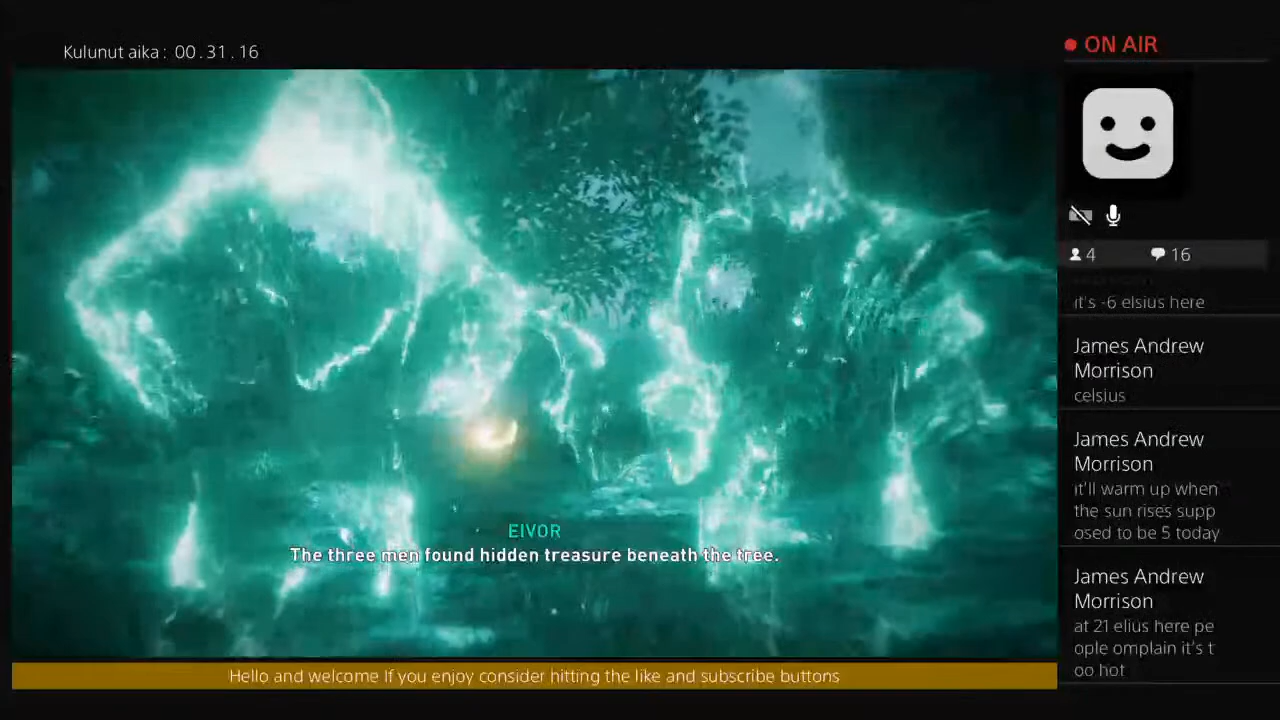 Kulunut aika : 00.31.16
ON AIR
4
16
it's -6 elsius here
James Andrew
Morrison
celsius
James Andrew
Morrison
it'll warm up when
the sun rises supp
osed to be 5 today
James Andrew
Morrison
at 21 elius here pe
ople omplain it's t
oo hot
EIVOR
The three men found hidden treasure beneath the tree.
Hello and welcome If you enjoy consider hitting the like and subscribe buttons